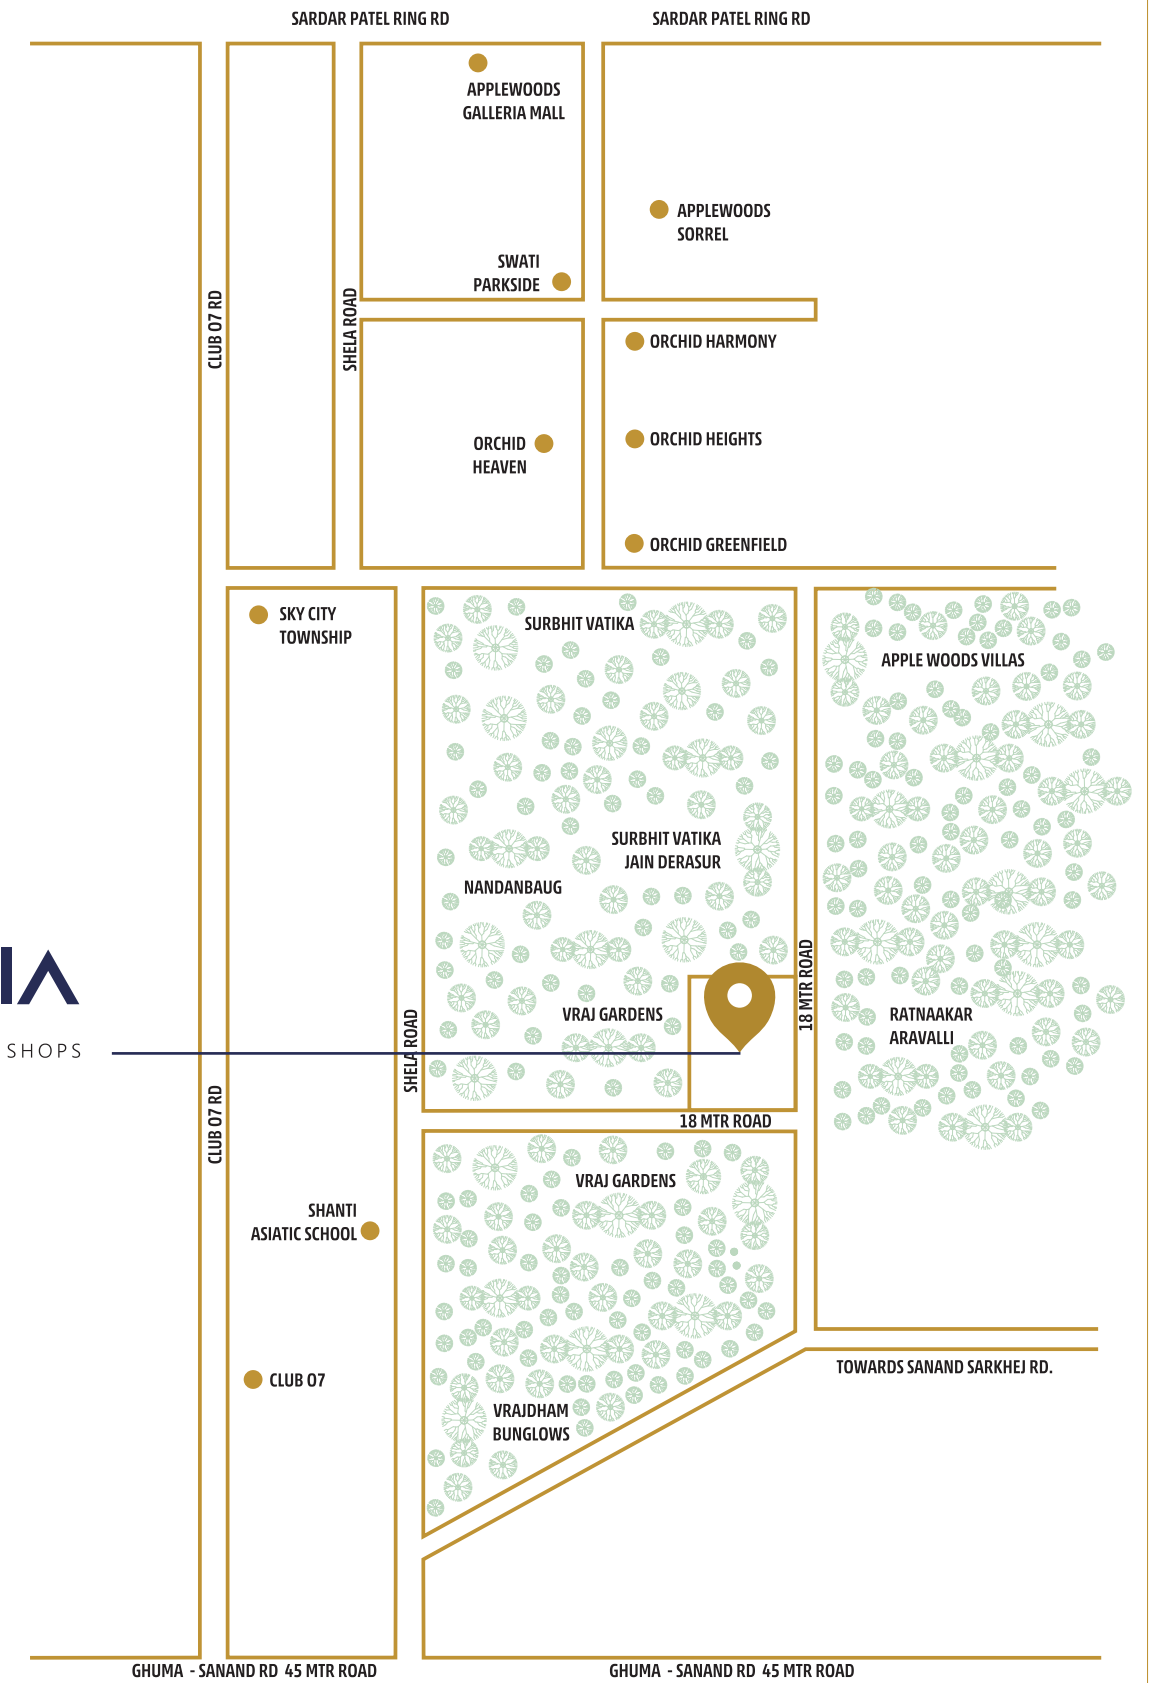 SARDAR PATEL RING RD
SARDAR PATEL RING RD
APPLEWOODS
GALLERIA MALL
APPLEWOODS
SORREL
SWATI
PARKSIDE
CLUB O7 RD
SHELA ROAD
ORCHID HARMONY
ORCHID HEIGHTS
ORCHID
HEAVEN
ORCHID GREENFIELD
SKY CITY
TOWNSHIP
SURBHIT VATIKA
APPLE WOODS VILLAS
SURBHIT VATIKA
JAIN DERASUR
NANDANBAUG
IA
SHOPS
18 MTR ROAD
VRAJ GARDENS
RATNAAKAR
ARAVALLI
SHELA ROAD
CLUB O7 RD
18 MTR ROAD
VRAJ GARDENS
SHANTI
ASIATIC SCHOOL
CLUB O7
TOWARDS SANAND SARKHEJ RD.
VRAJDHAM
BUNGLOWS
GHUMA - SANAND RD 45 MTR ROAD
GHUMA - SANAND RD 45 MTR ROAD